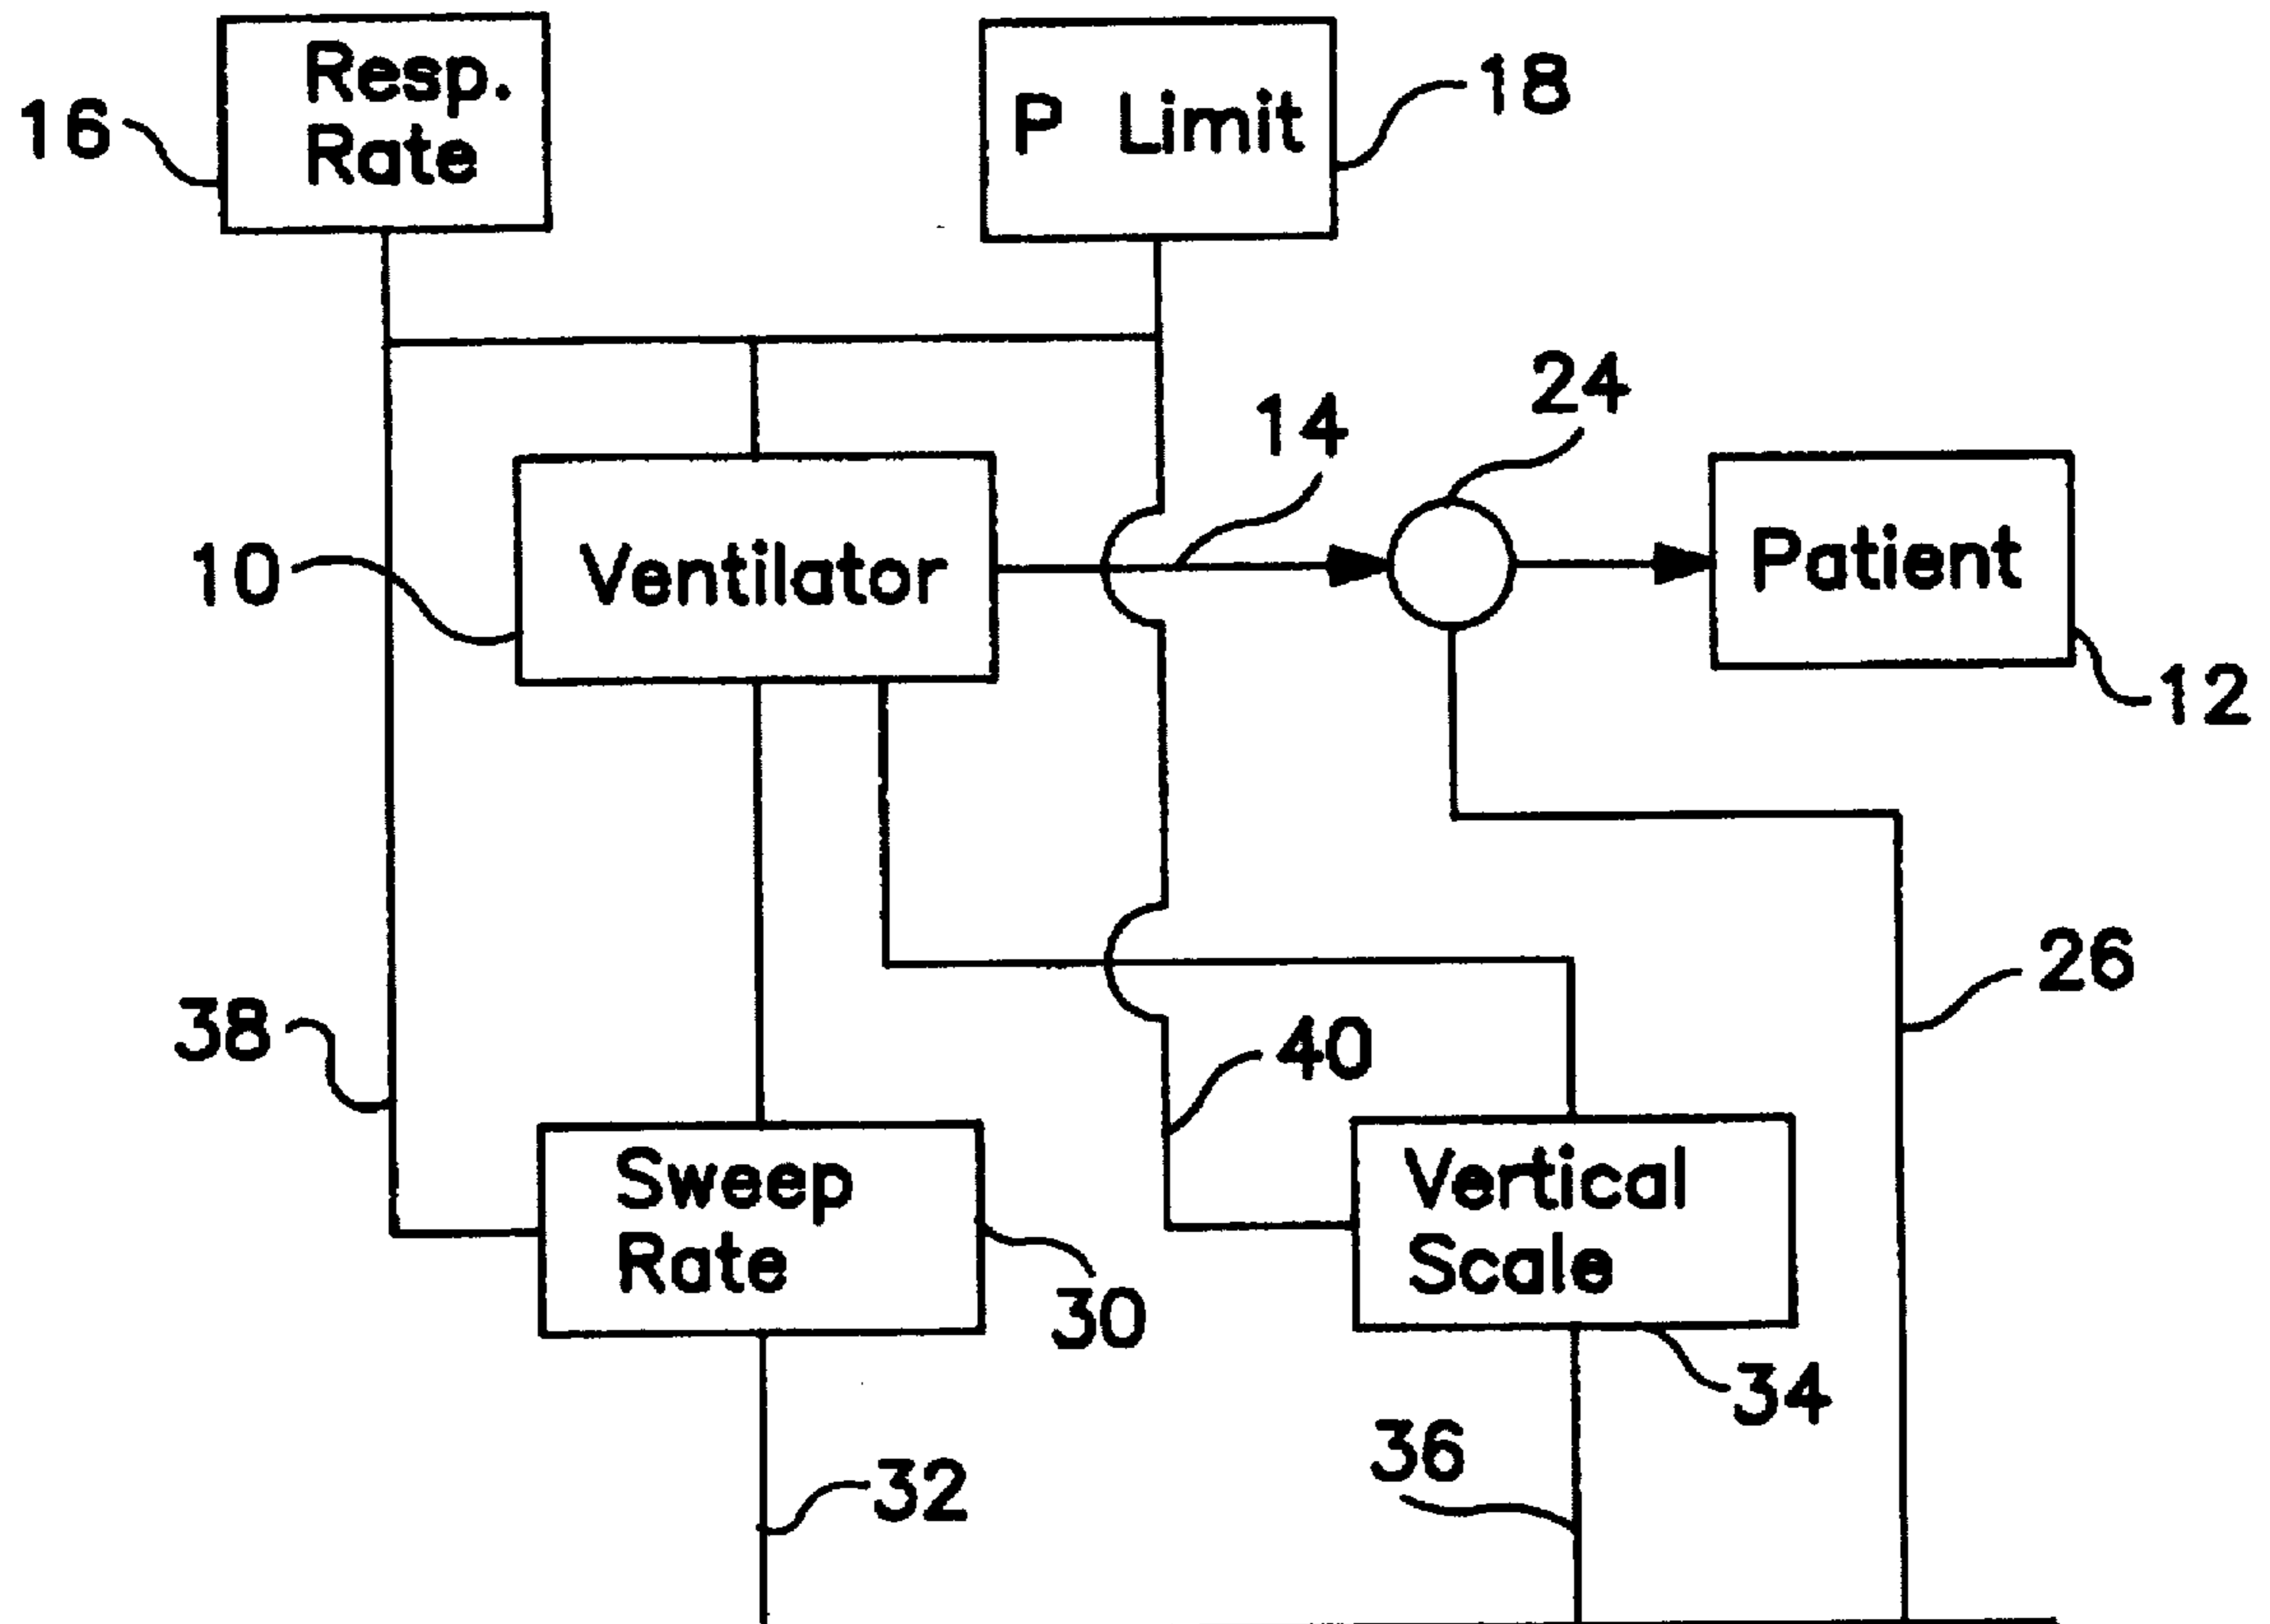 Resp.
Rate
16
P Limit
18
24
14
10
Ventilator
Patient
12
26
38
40
Sweep
Rate
30
Vertical
Scale
34
36
32